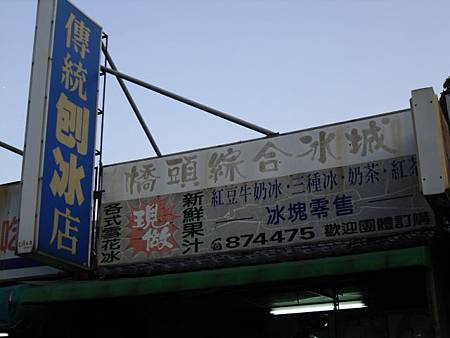 傳統刨冰店
橋頭綜合冰城
各式雪花冰
現做
新鮮果汁
紅豆牛奶冰·三種冰·奶茶·紅茶
冰塊零售
874475 歡迎團體訂購